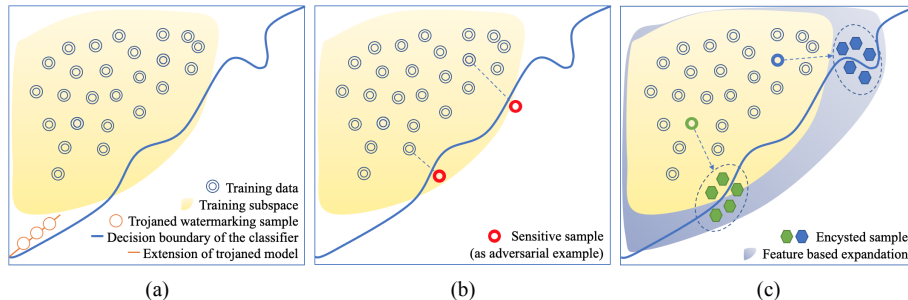 Training data
Training subspace
Trojaned watermarking sample
Decision boundary of the classifier
Extension of trojaned model
(a)
Sensitive sample
(as adversarial example)
(b)
Encysted sample
Feature based expandation
(c)